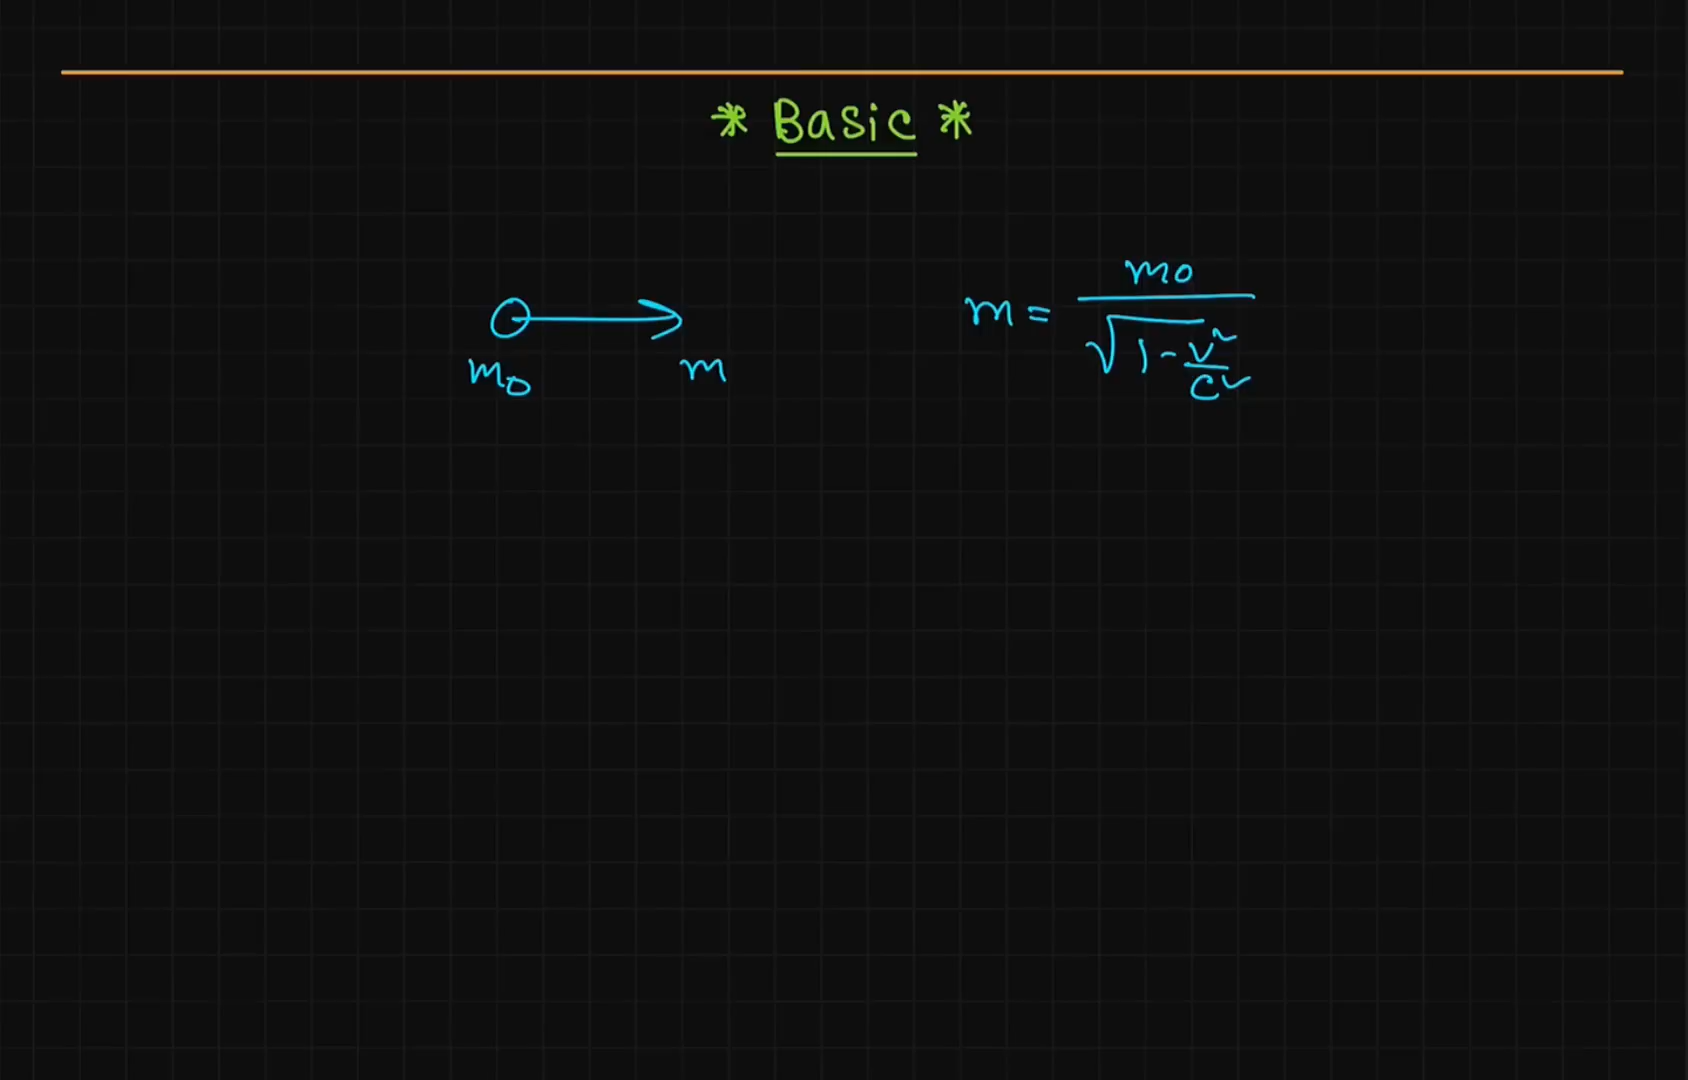 * Basic *
m₀ m
m = m₀ / √(1 - v²/c²)